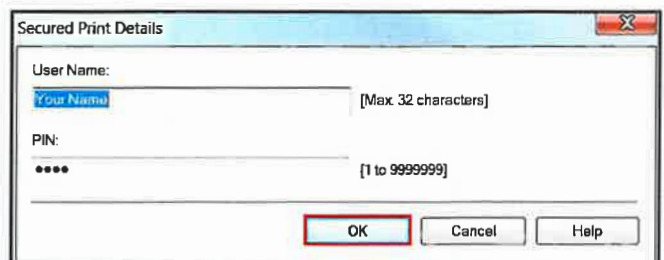 Secured Print Details
User Name:
Your Name [Max. 32 characters]
PIN:
•••• [1 to 9999999]
OK Cancel Help